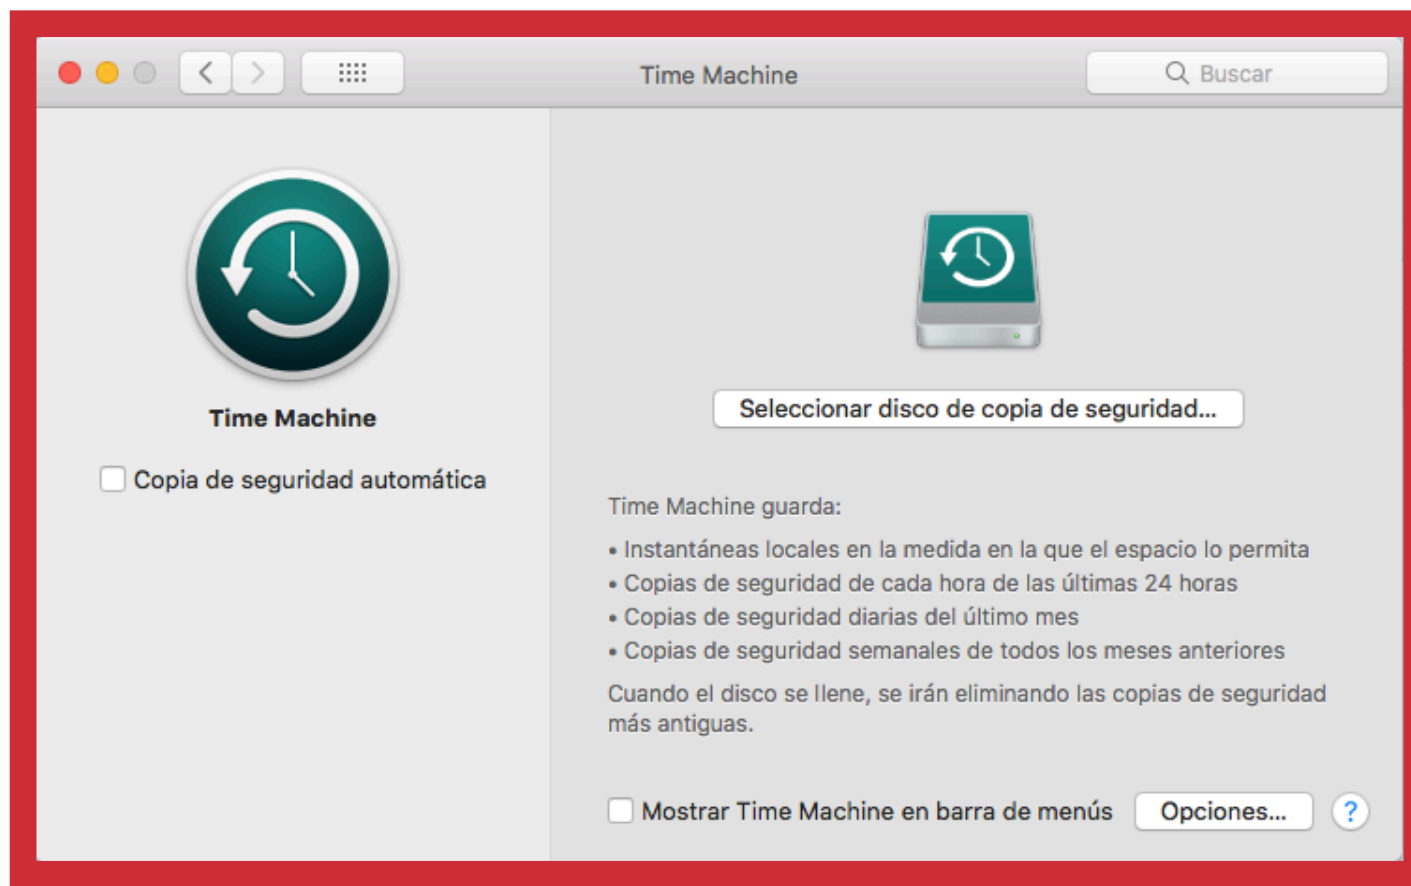 Time Machine
Buscar
Time Machine
Copia de seguridad automática
Seleccionar disco de copia de seguridad...
Time Machine guarda:
• Instantáneas locales en la medida en la que el espacio lo permita
• Copias de seguridad de cada hora de las últimas 24 horas
• Copias de seguridad diarias del último mes
• Copias de seguridad semanales de todos los meses anteriores
Cuando el disco se llene, se irán eliminando las copias de seguridad
más antiguas.
Mostrar Time Machine en barra de menús
Opciones...
?